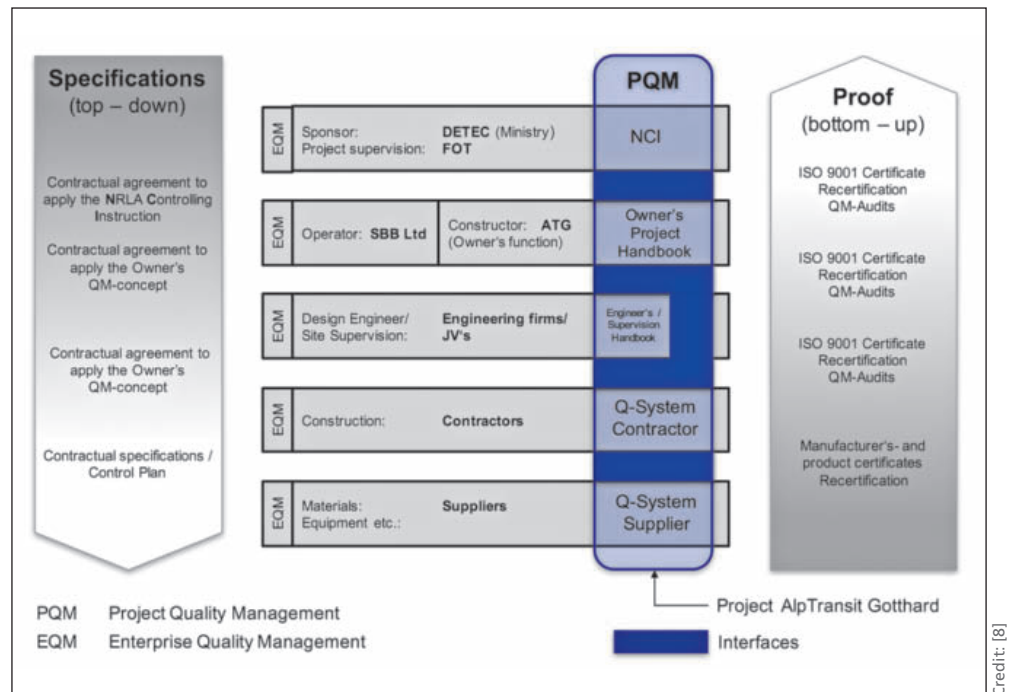 Specifications
(top – down)
Contractual agreement to
apply the NRLA Controlling
Instruction
Contractual agreement to
apply the Owner's
QM-concept
Contractual agreement to
apply the Owner's
QM-concept
Contractual specifications /
Control Plan
PQM
EQM
Sponsor: DETEC (Ministry)
Project supervision: FOT
NCI
EQM
Operator: SBB Ltd
Constructor: ATG
(Owner's function)
Owner's
Project
Handbook
EQM
Design Engineer/ Engineering firms/
Site Supervision: JV's
Engineer's /
Supervision
Handbook
EQM
Construction: Contractors
Q-System
Contractor
EQM
Materials: Suppliers
Equipment etc.:
Q-System
Supplier
Proof
(bottom – up)
ISO 9001 Certificate
Recertification
QM-Audits
ISO 9001 Certificate
Recertification
QM-Audits
ISO 9001 Certificate
Recertification
QM-Audits
Manufacturer's- and
product certificates
Recertification
PQM Project Quality Management
EQM Enterprise Quality Management
Project AlpTransit Gotthard
Interfaces
Credit: [8]